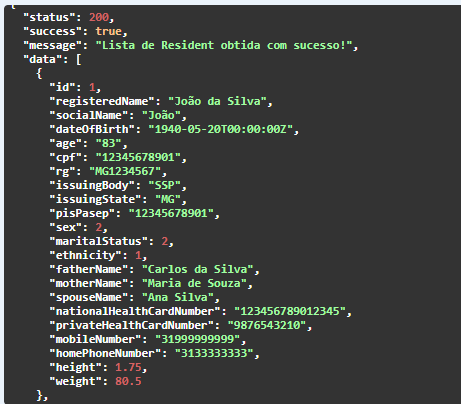 {
"status": 200,
"success": true,
"message": "Lista de Resident obtida com sucesso!",
"data": [
{
"id": 1,
"registeredName": "João da Silva",
"socialName": "João",
"dateOfBirth": "1940-05-20T00:00:00Z",
"age": "83",
"cpf": "12345678901",
"rg": "MG1234567",
"issuingBody": "SSP",
"issuingState": "MG",
"pisPasep": "12345678901",
"sex": 2,
"maritalStatus": 2,
"ethnicity": 1,
"fatherName": "Carlos da Silva",
"motherName": "Maria de Souza",
"spouseName": "Ana Silva",
"nationalHealthCardNumber": "123456789012345",
"privateHealthCardNumber": "9876543210",
"mobileNumber": "31999999999",
"homePhoneNumber": "3133333333",
"height": 1.75,
"weight": 80.5
},